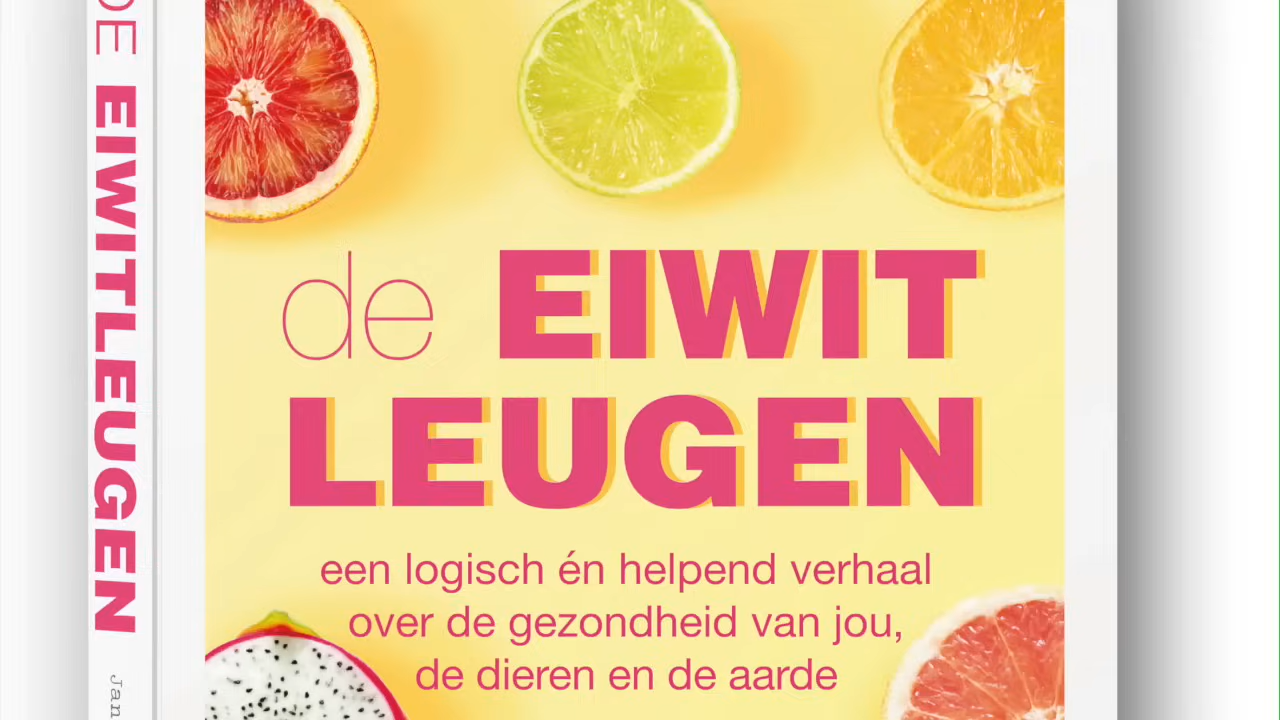 DE EIWITLEUGEN
Jan
de EIWIT
LEUGEN
een logisch én helpend verhaal
over de gezondheid van jou,
de dieren en de aarde